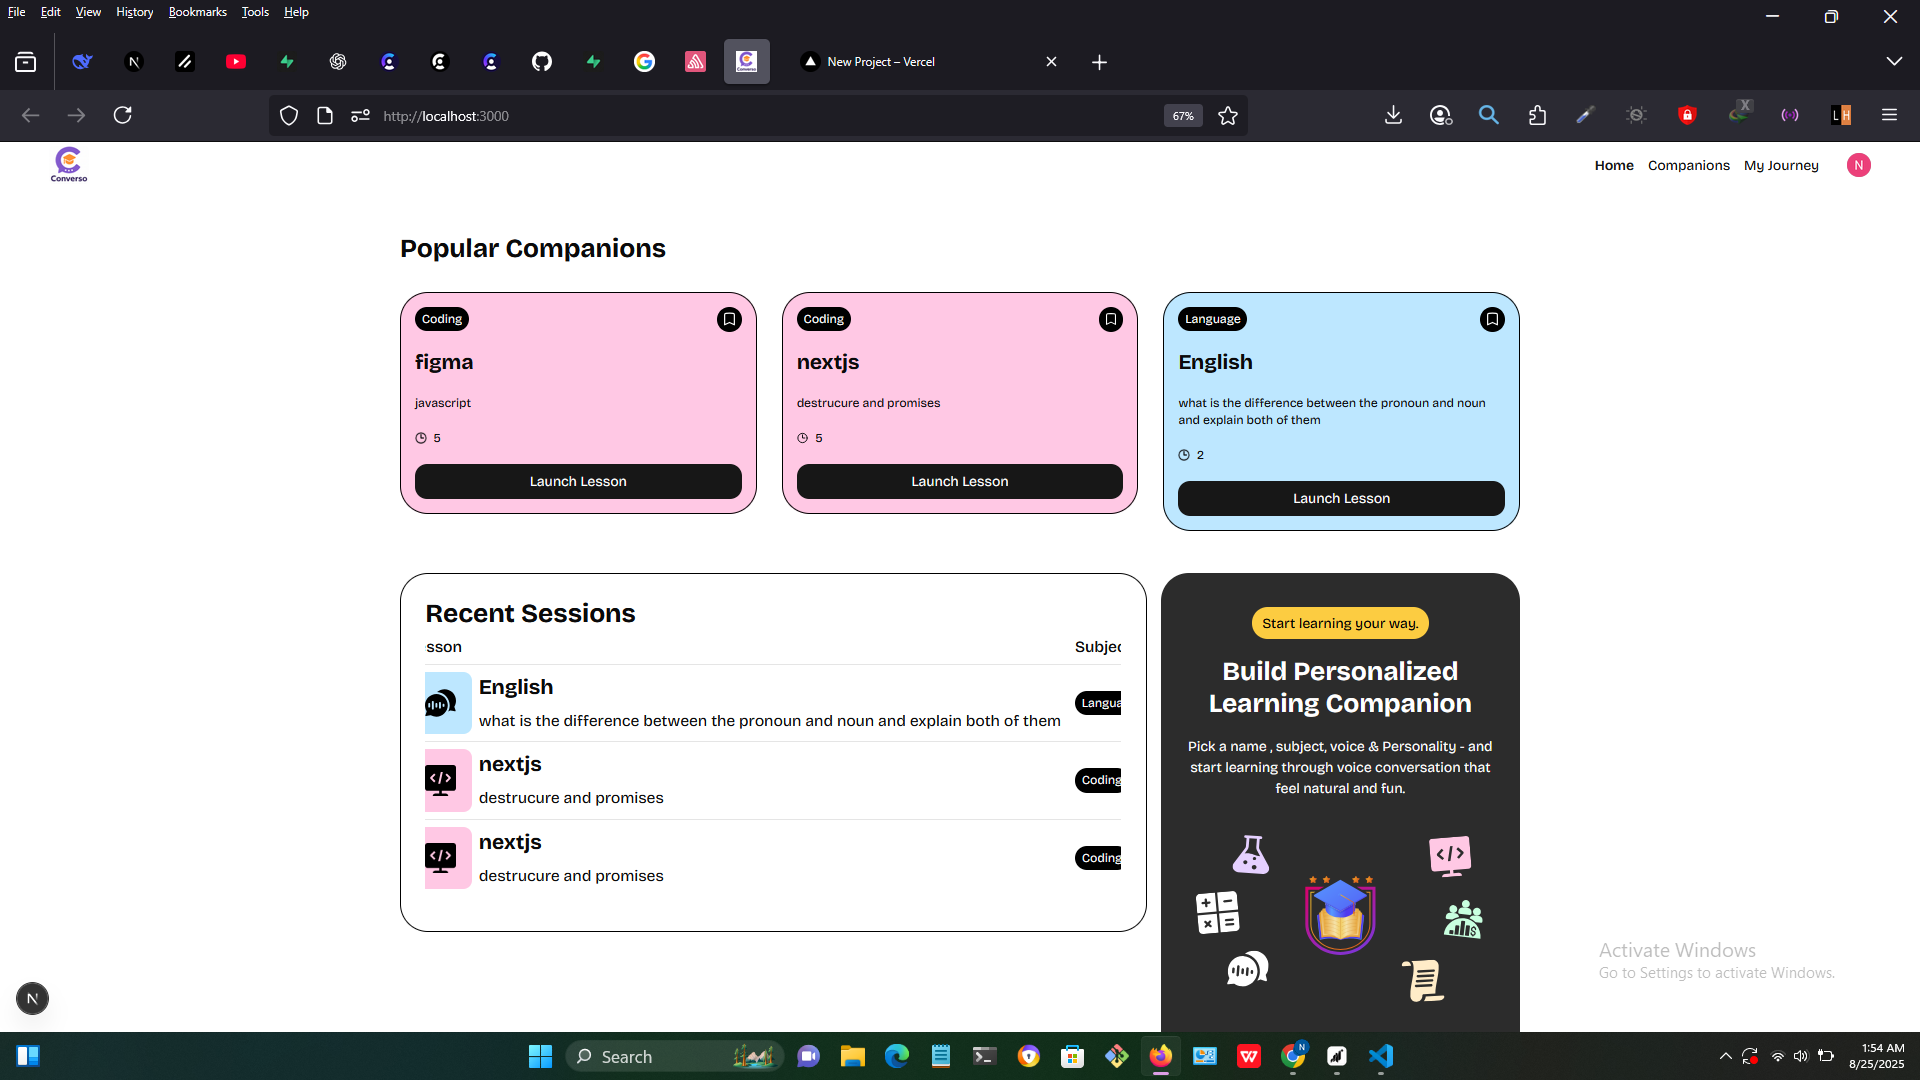 File Edit View History Bookmarks Tools Help
New Project – Vercel
http://localhost:3000
67%
Converso
Home Companions My Journey N
Popular Companions
Coding
figma
javascript
5
Launch Lesson
Coding
nextjs
destrucure and promises
5
Launch Lesson
Language
English
what is the difference between the pronoun and noun
and explain both of them
2
Launch Lesson
Recent Sessions
sson Subjec
English
what is the difference between the pronoun and noun and explain both of them
Langua
nextjs
destrucure and promises
Coding
nextjs
destrucure and promises
Coding
Start learning your way.
Build Personalized
Learning Companion
Pick a name , subject, voice & Personality - and
start learning through voice conversation that
feel natural and fun.
Activate Windows
Go to Settings to activate Windows.
N
Search
1:54 AM
8/25/2025